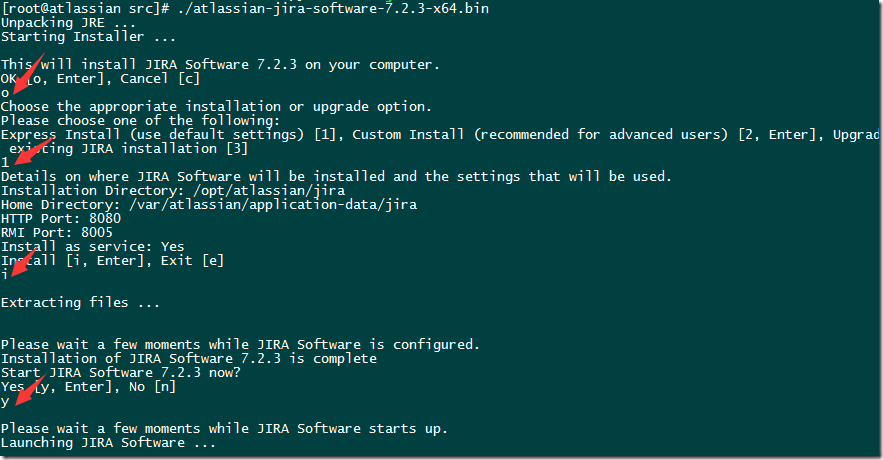 [root@atlassian src]# ./atlassian-jira-software-7.2.3-x64.bin
Unpacking JRE ...
Starting Installer ...
This will install JIRA Software 7.2.3 on your computer.
OK [o, Enter], Cancel [c]
o
Choose the appropriate installation or upgrade option.
Please choose one of the following:
Express Install (use default settings) [1], Custom Install (recommended for advanced users) [2, Enter], Upgrad
existing JIRA installation [3]
1
Details on where JIRA Software will be installed and the settings that will be used.
Installation Directory: /opt/atlassian/jira
Home Directory: /var/atlassian/application-data/jira
HTTP Port: 8080
RMI Port: 8005
Install as service: Yes
Install [i, Enter], Exit [e]
i
Extracting files ...
Please wait a few moments while JIRA Software is configured.
Installation of JIRA Software 7.2.3 is complete
Start JIRA Software 7.2.3 now?
Yes [y, Enter], No [n]
y
Please wait a few moments while JIRA Software starts up.
Launching JIRA Software ...